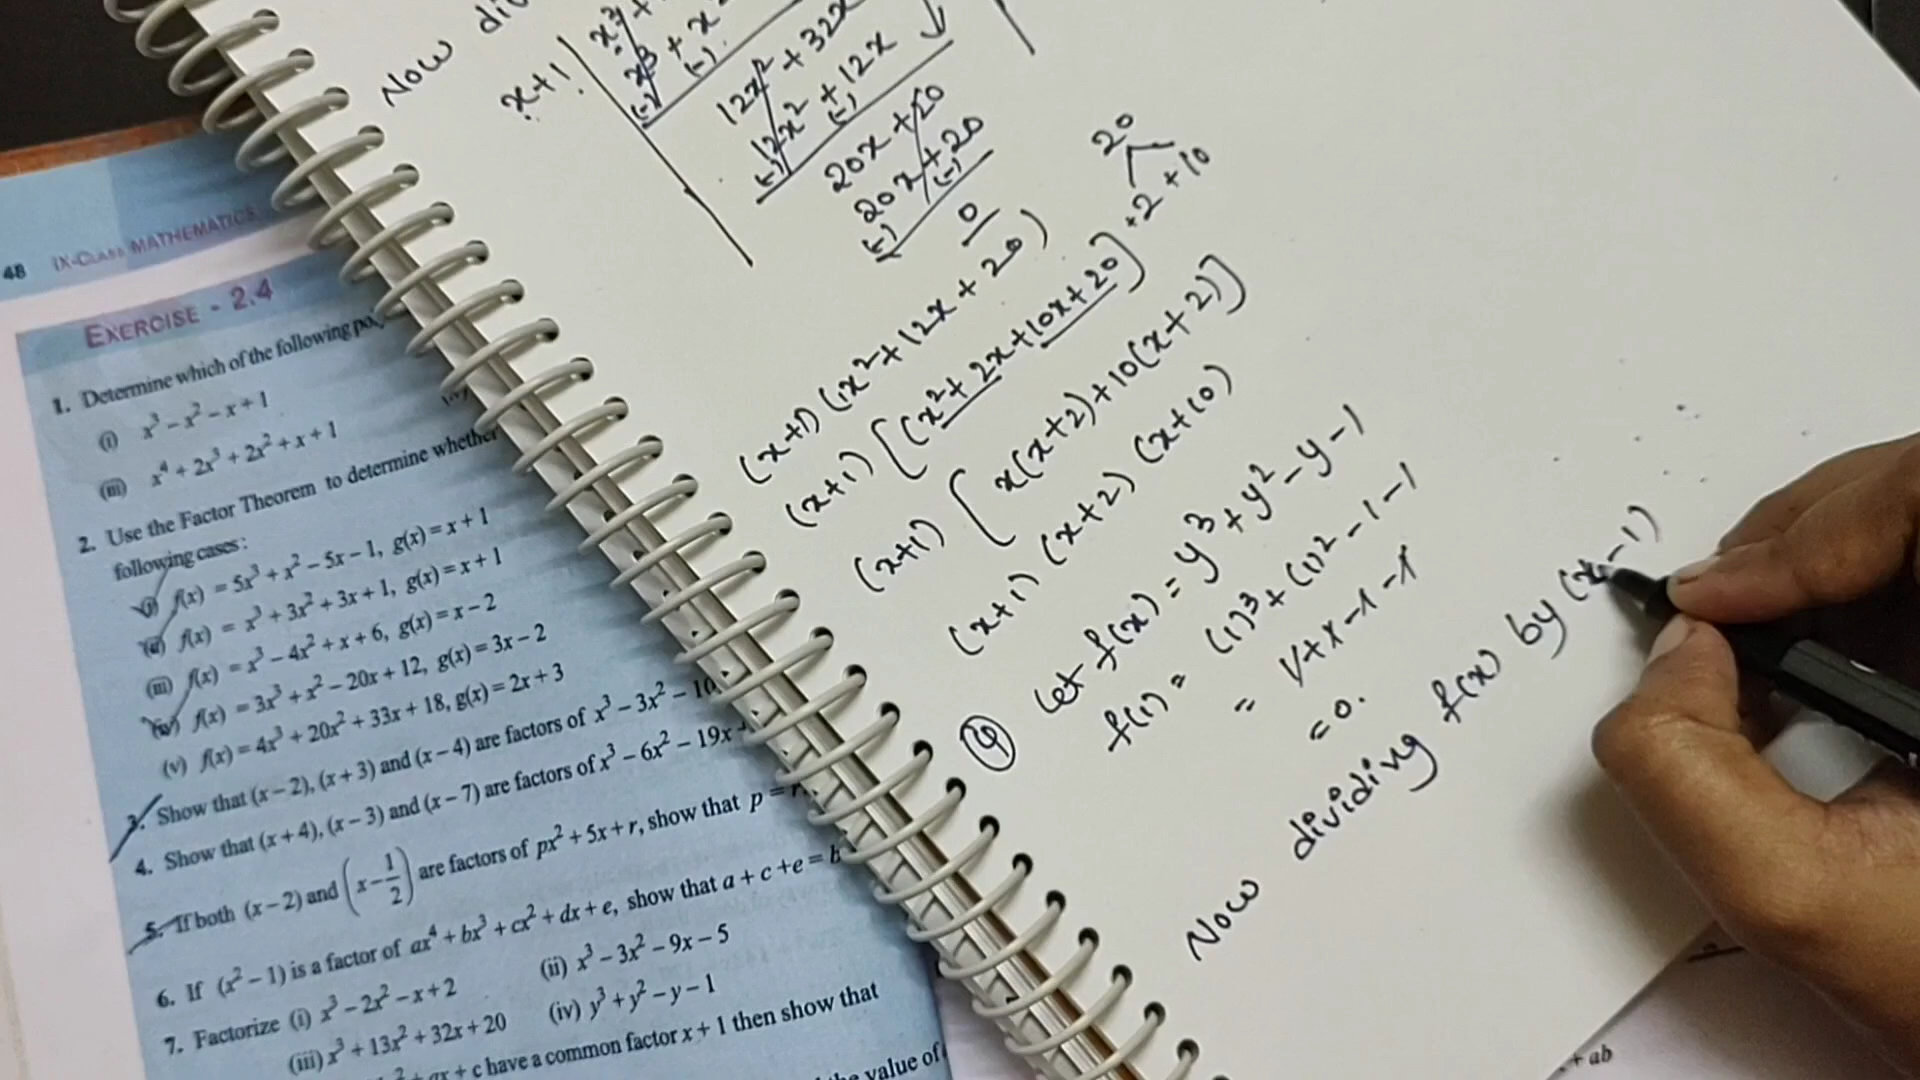 48 IX-CLASS MATHEMATICS
EXERCISE - 2.4
1. Determine which of the following
(i) x³ – x² – x + 1
(iii) x⁴ + 2x³ + 2x² + x + 1
2. Use the Factor Theorem to determine whether
following cases :
(i) f(x) = 5x³ + x² – 5x – 1, g(x) = x + 1
(ii) f(x) = x³ + 3x² + 3x + 1, g(x) = x + 1
(iii) f(x) = x³ – 4x² + x + 6, g(x) = x – 2
(iv) f(x) = 3x³ + x² – 20x + 12, g(x) = 3x – 2
(v) f(x) = 4x³ + 20x² + 33x + 18, g(x) = 2x + 3
3. Show that (x – 2), (x + 3) and (x – 4) are factors of x³ – 3x² – 10
4. Show that (x + 4), (x – 3) and (x – 7) are factors of x³ – 6x² – 19x
5. If both (x – 2) and (x – 1/2) are factors of px² + 5x + r, show that p =
6. If (x² – 1) is a factor of ax⁴ + bx³ + cx² + dx + e, show that a + c + e = b
7. Factorize (i) x³ – 2x² – x + 2 (ii) x³ – 3x² – 9x – 5
(iii) x³ + 13x² + 32x + 20 (iv) y³ + y² – y – 1
+ c have a common factor x + 1 then show that
value of
Now
x+1
x³ +
x³ + x
(-) (-)
12x² + 32x
12x² + 12x
(-) (-)
20x + 20
20x + 20
(-) (-)
0
20
+2 +10
(x+1) (x² + 12x + 20)
(x+1) [(x² + 2x + 10x + 20]
(x+1) [x(x+2) + 10(x+2)]
(x+1) (x+2) (x+10)
④ Let f(x) = y³ + y² – y – 1
f(1) = (1)³ + (1)² – 1 – 1
= 1 + 1 – 1 – 1
= 0.
Now dividing f(x) by (x – 1)
+ ab